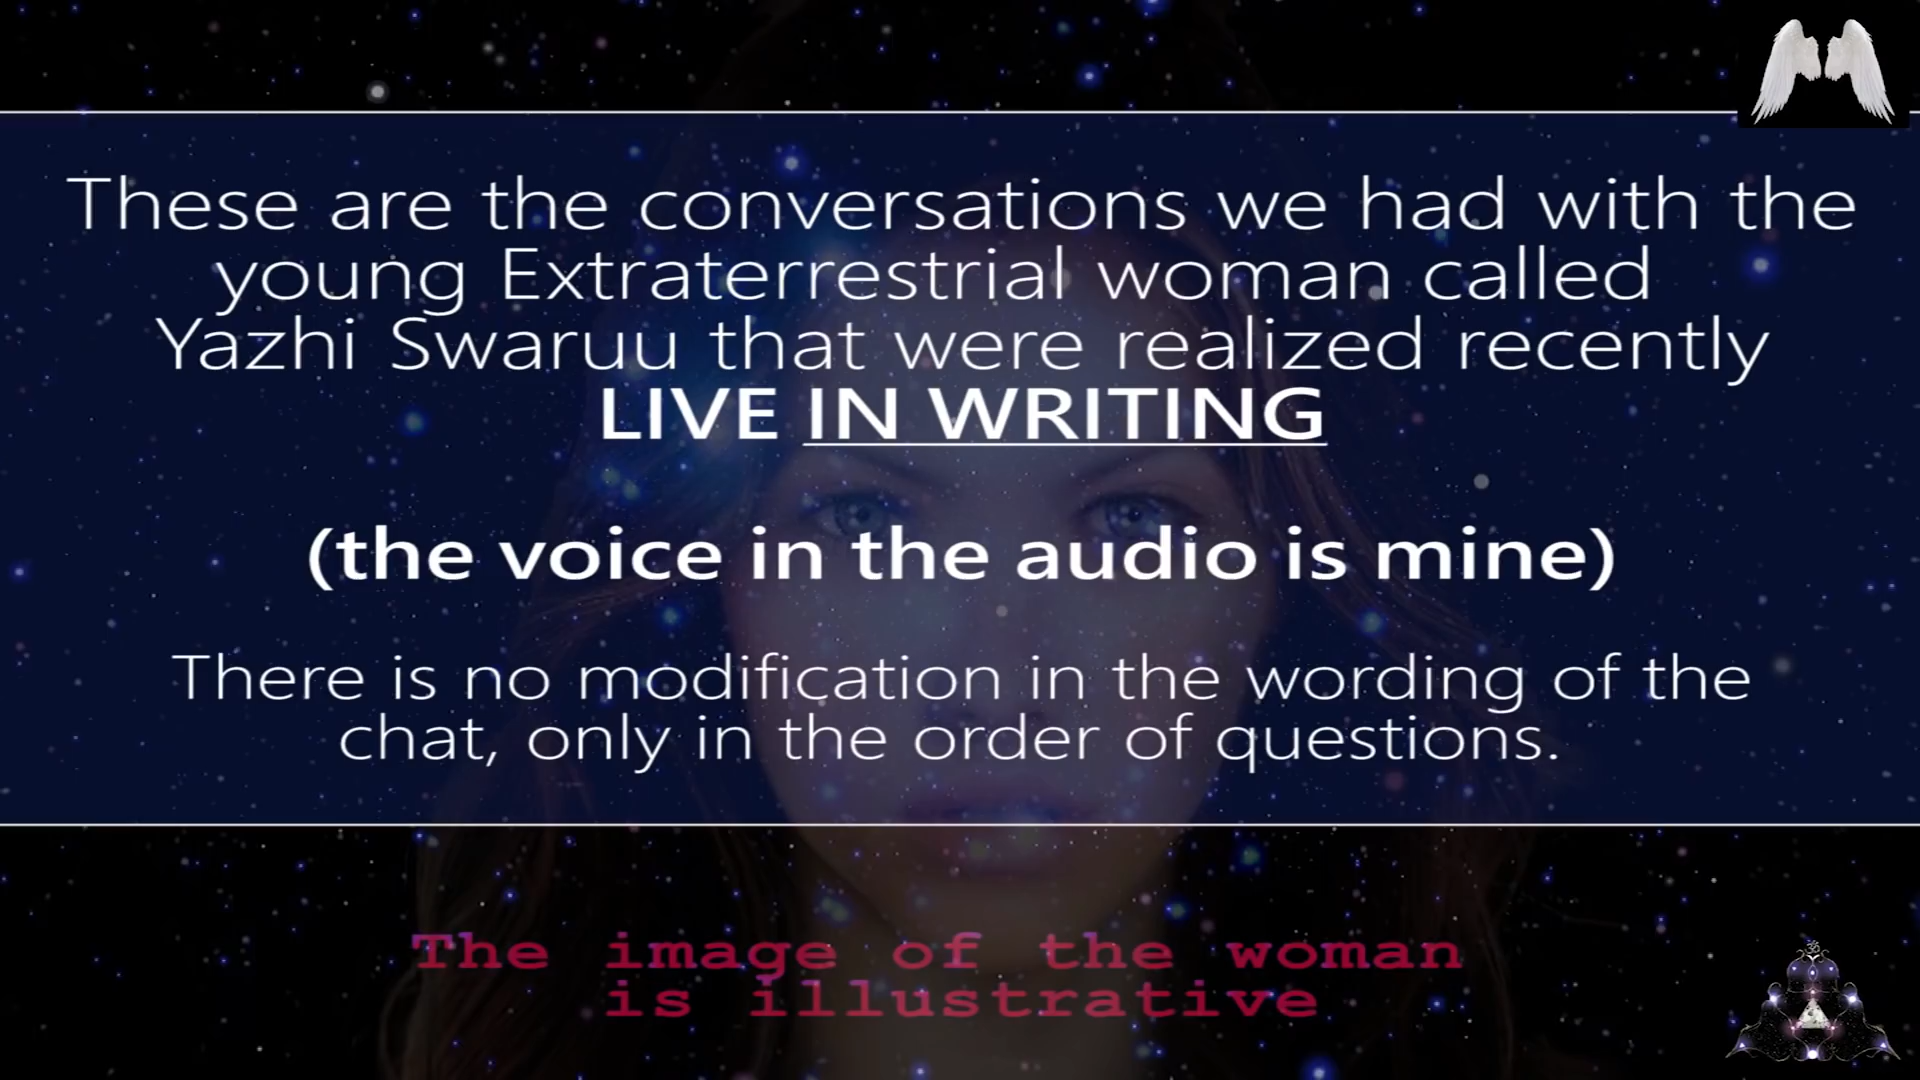 These are the conversations we had with the
young Extraterrestrial woman called
Yazhi Swaruu that were realized recently
LIVE IN WRITING
(the voice in the audio is mine)
There is no modification in the wording of the
chat, only in the order of questions.
The image of the woman
is illustrative
ॐ